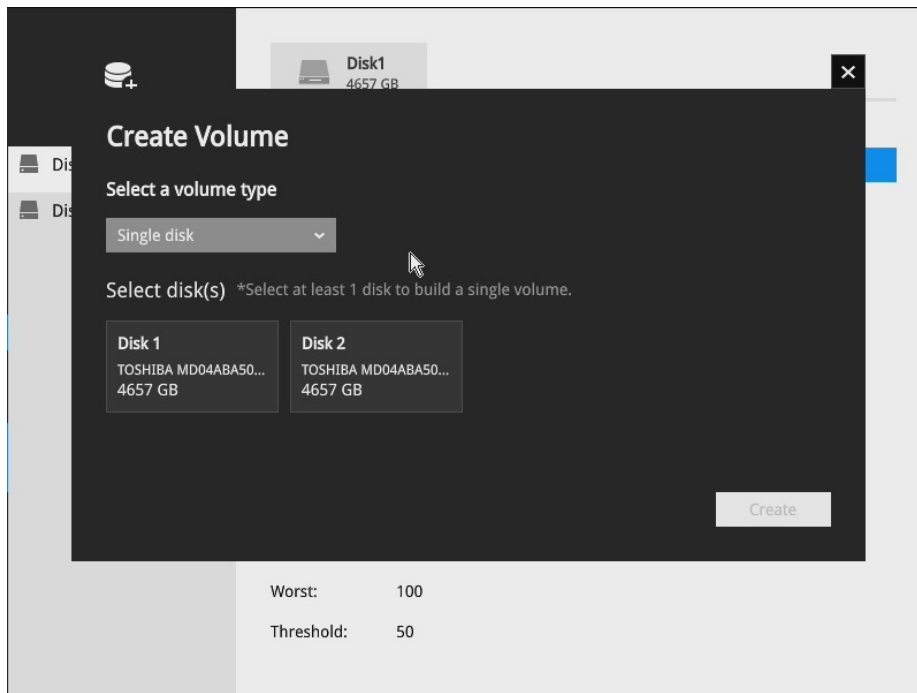 Disk1
4657 GB
Create Volume
Select a volume type
Single disk
Select disk(s) *Select at least 1 disk to build a single volume.
Disk 1
TOSHIBA MD04ABA50...
4657 GB
Disk 2
TOSHIBA MD04ABA50...
4657 GB
Create
Worst: 100
Threshold: 50